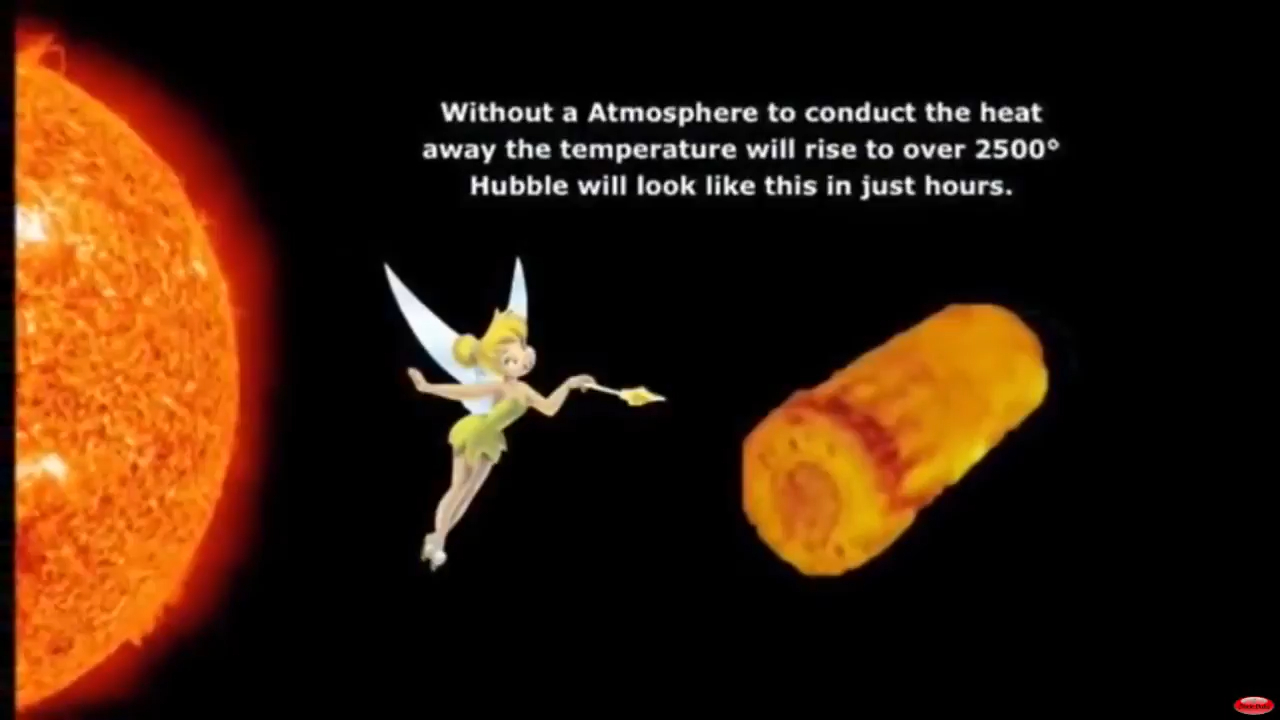 Without a Atmosphere to conduct the heat
away the temperature will rise to over 2500°
Hubble will look like this in just hours.